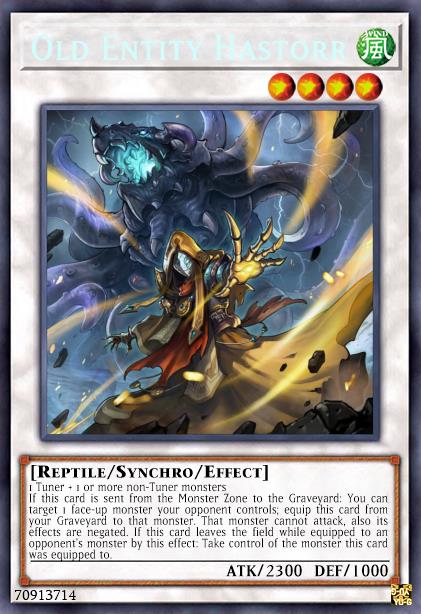 Old Entity Hastorr
WIND
風
[Reptile/Synchro/Effect]
1 Tuner + 1 or more non-Tuner monsters
If this card is sent from the Monster Zone to the Graveyard: You can
target 1 face-up monster your opponent controls; equip this card from
your Graveyard to that monster. That monster cannot attack, also its
effects are negated. If this card leaves the field while equipped to an
opponent's monster by this effect: Take control of the monster this card
was equipped to.
ATK/2300 DEF/1000
70913714